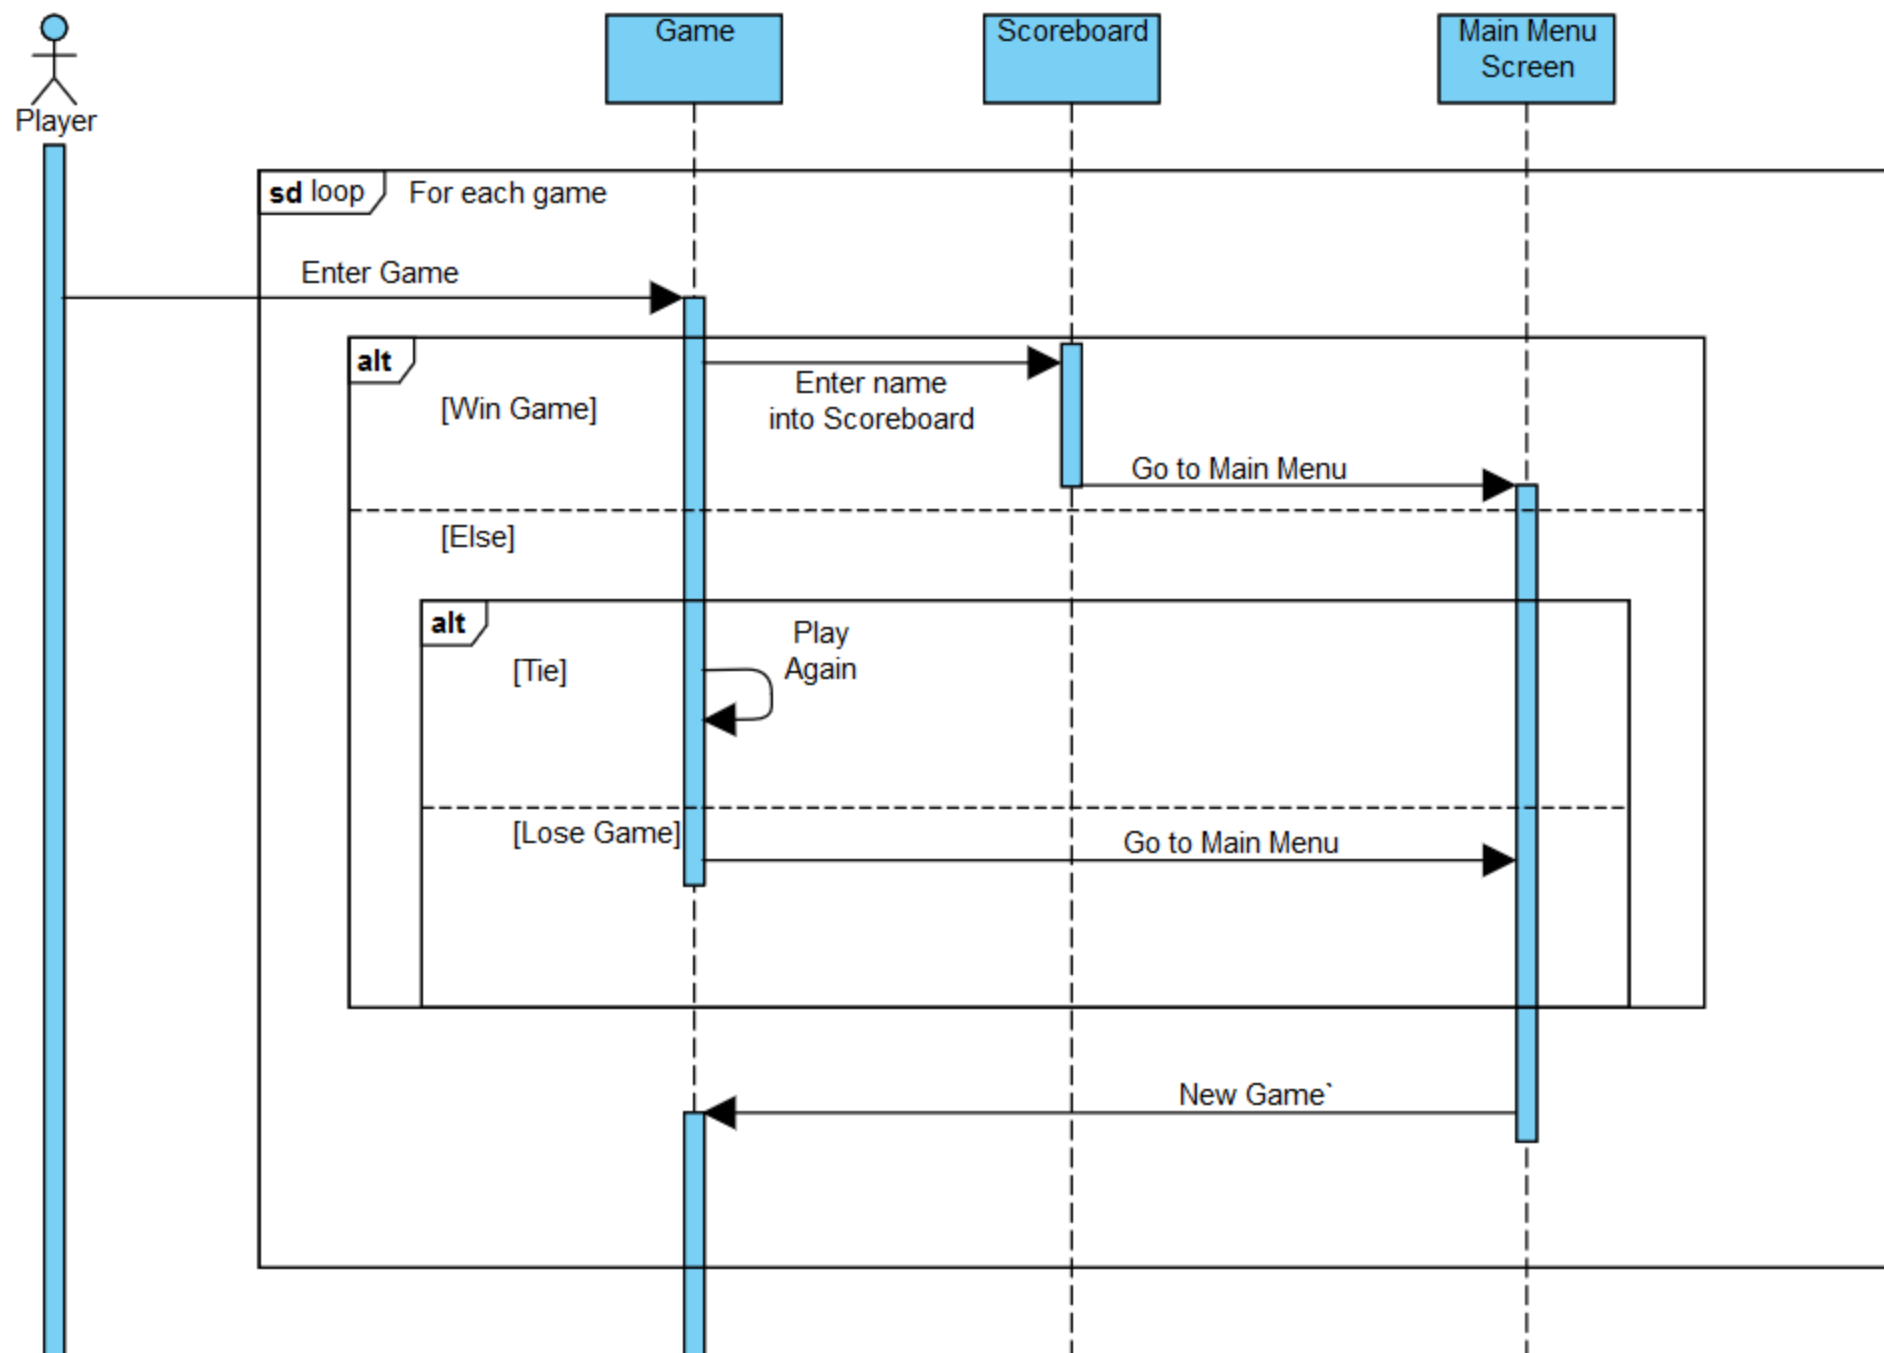 Game
Scoreboard
Main Menu
Screen
Player
sd loop
For each game
Enter Game
alt
Enter name
into Scoreboard
[Win Game]
Go to Main Menu
[Else]
alt
Play
Again
[Tie]
[Lose Game]
Go to Main Menu
New Game`